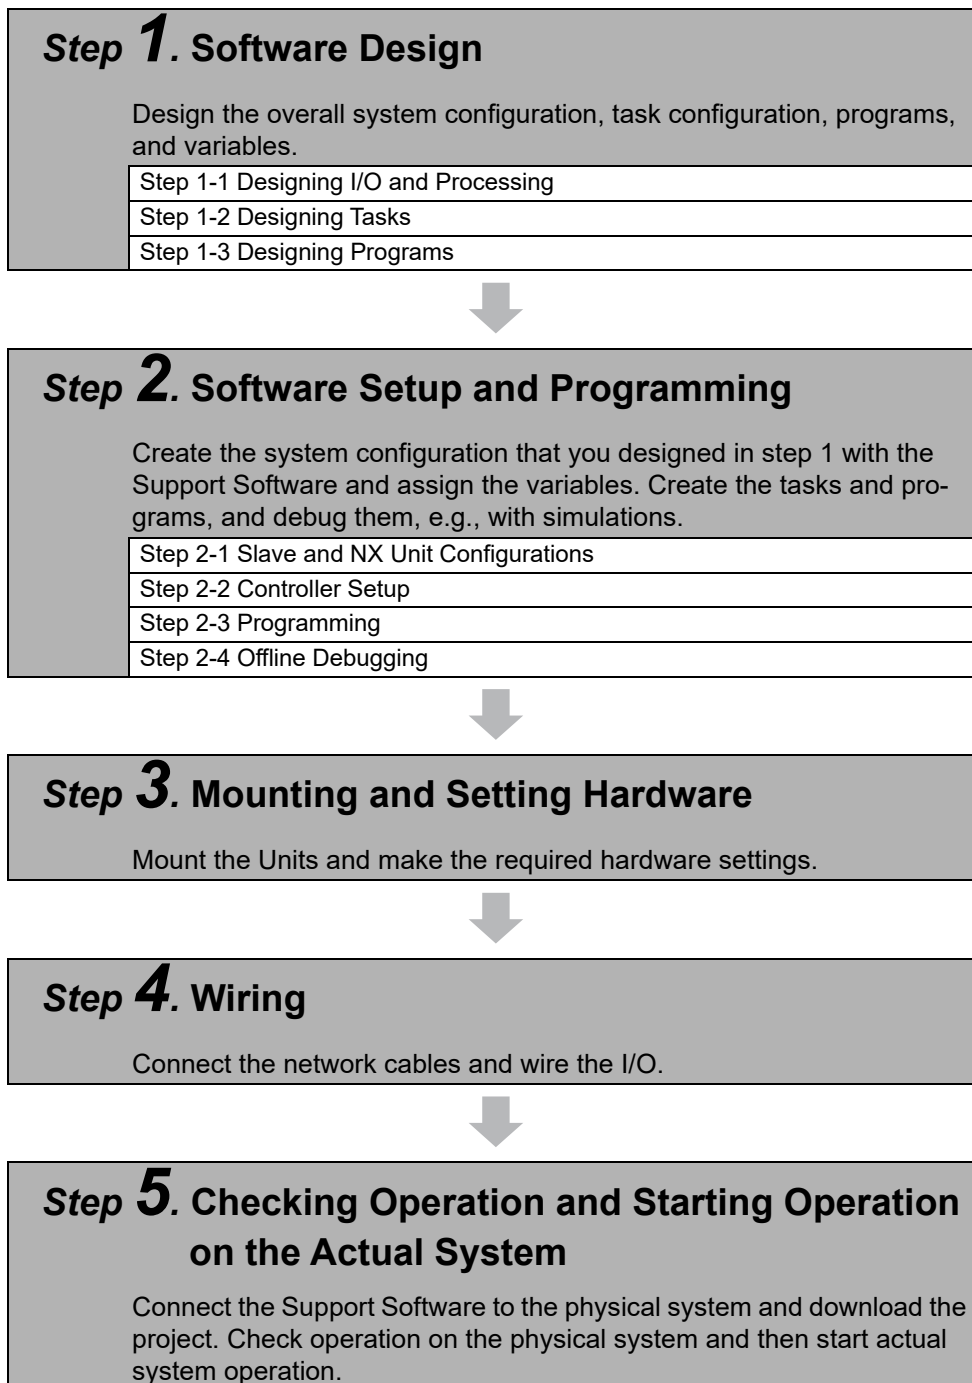 Step 1. Software Design
Design the overall system configuration, task configuration, programs,
and variables.
Step 1-1 Designing I/O and Processing
Step 1-2 Designing Tasks
Step 1-3 Designing Programs
Step 2. Software Setup and Programming
Create the system configuration that you designed in step 1 with the
Support Software and assign the variables. Create the tasks and pro-
grams, and debug them, e.g., with simulations.
Step 2-1 Slave and NX Unit Configurations
Step 2-2 Controller Setup
Step 2-3 Programming
Step 2-4 Offline Debugging
Step 3. Mounting and Setting Hardware
Mount the Units and make the required hardware settings.
Step 4. Wiring
Connect the network cables and wire the I/O.
Step 5. Checking Operation and Starting Operation
on the Actual System
Connect the Support Software to the physical system and download the
project. Check operation on the physical system and then start actual
system operation.